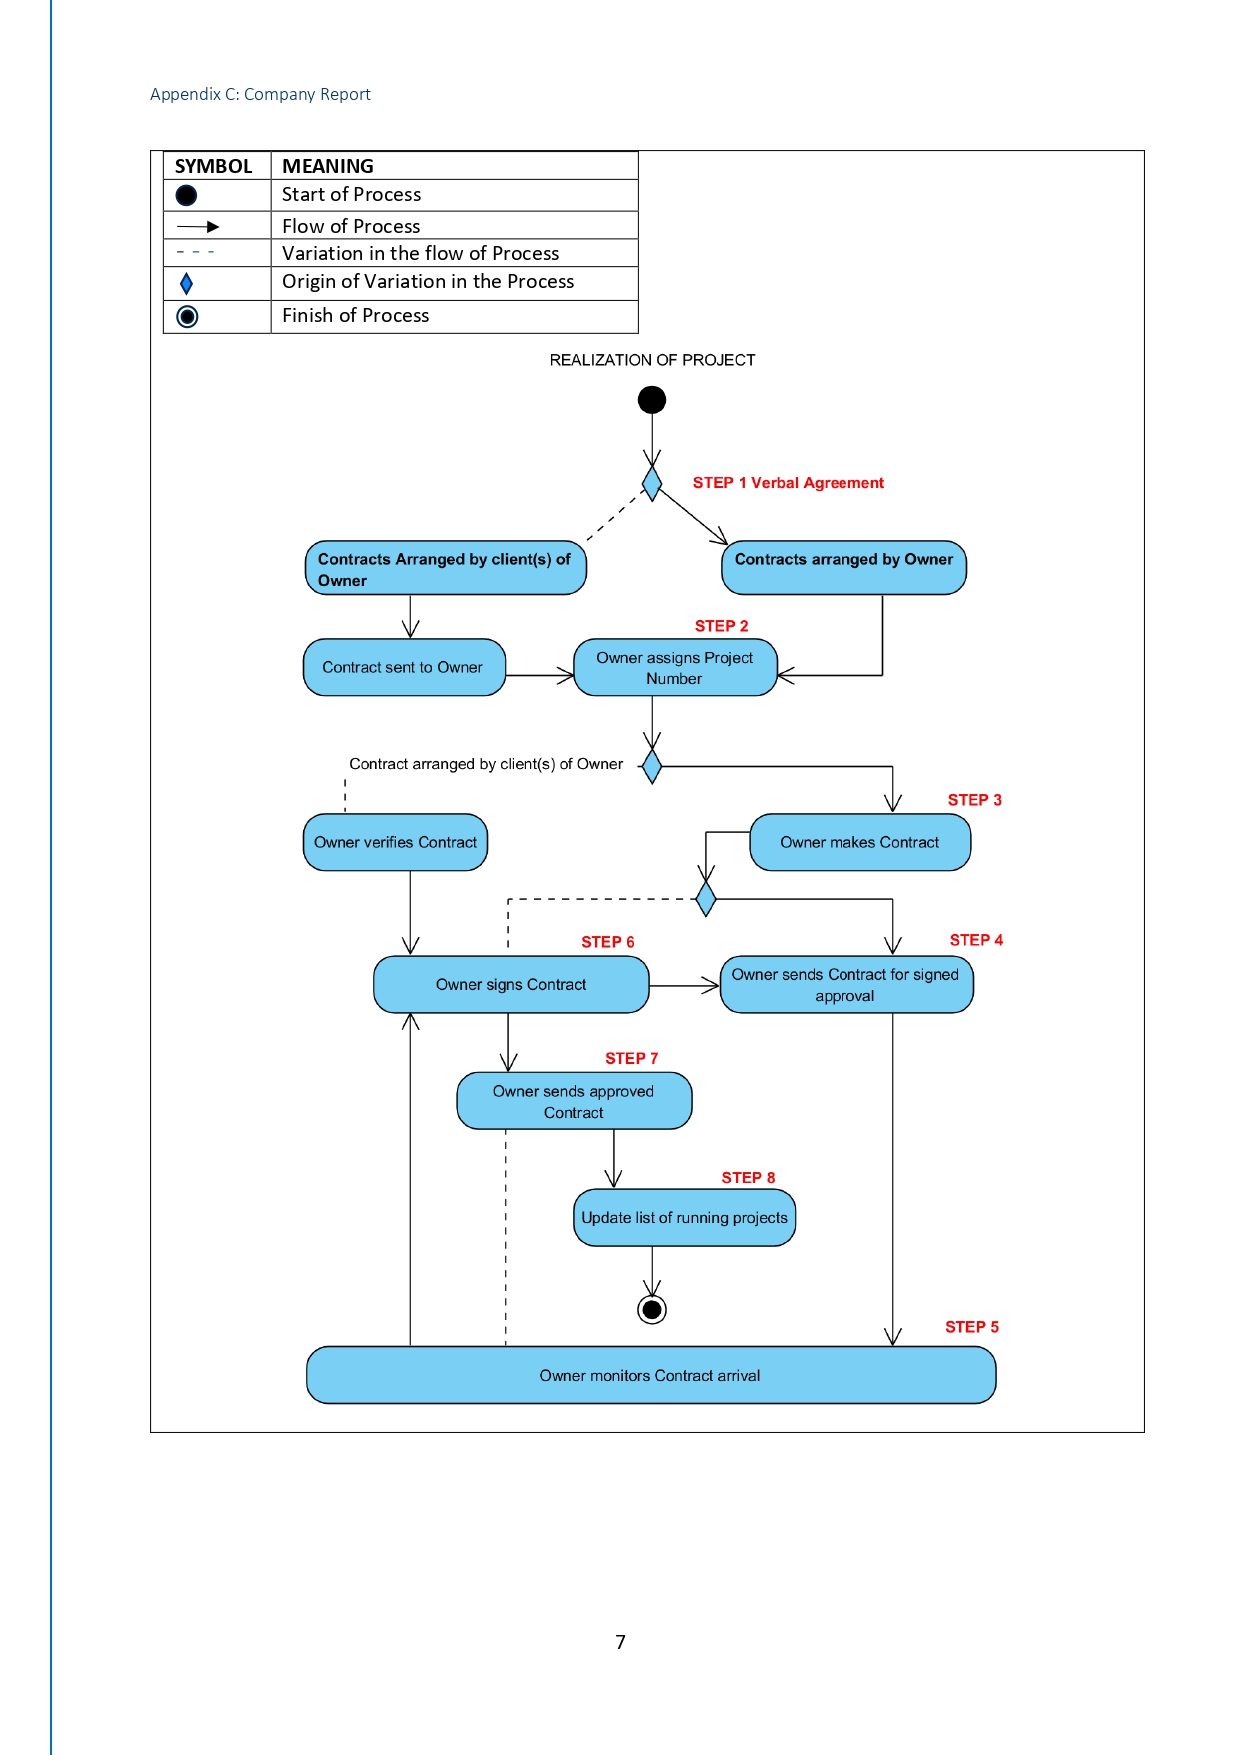 Appendix C: Company Report
SYMBOL MEANING
Start of Process
Flow of Process
Variation in the flow of Process
Origin of Variation in the Process
Finish of Process
REALIZATION OF PROJECT
STEP 1 Verbal Agreement
Contracts Arranged by client(s) of
Owner
Contracts arranged by Owner
STEP 2
Contract sent to Owner
Owner assigns Project
Number
Contract arranged by client(s) of Owner
STEP 3
Owner verifies Contract
Owner makes Contract
STEP 6
STEP 4
Owner signs Contract
Owner sends Contract for signed
approval
STEP 7
Owner sends approved
Contract
STEP 8
Update list of running projects
STEP 5
Owner monitors Contract arrival
7